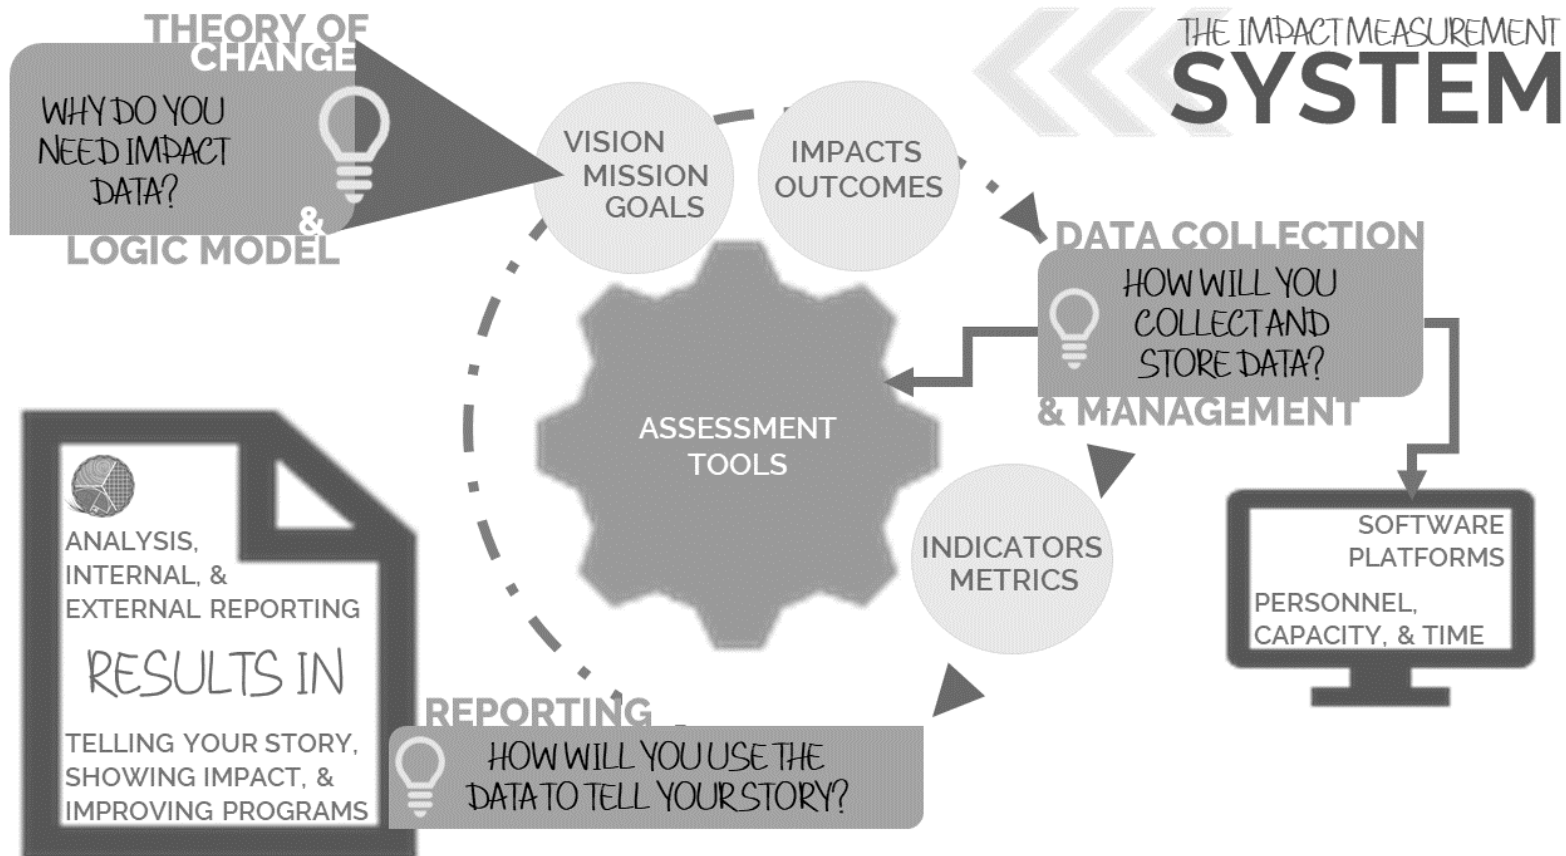 THEORY OF
CHANGE
WHY DO YOU
NEED IMPACT
DATA?
&
LOGIC MODEL
VISION
MISSION
GOALS
IMPACTS
OUTCOMES
THE IMPACT MEASUREMENT
SYSTEM
DATA COLLECTION
HOW WILL YOU
COLLECT AND
STORE DATA?
& MANAGEMENT
ASSESSMENT
TOOLS
INDICATORS
METRICS
SOFTWARE
PLATFORMS
PERSONNEL,
CAPACITY, & TIME
REPORTING
HOW WILL YOU USE THE
DATA TO TELL YOUR STORY?
ANALYSIS,
INTERNAL, &
EXTERNAL REPORTING
RESULTS IN
TELLING YOUR STORY,
SHOWING IMPACT, &
IMPROVING PROGRAMS